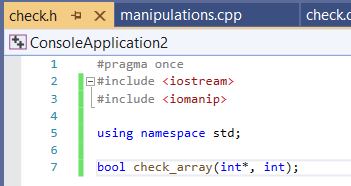 check.h manipulations.cpp
ConsoleApplication2
1 #pragma once
2 #include <iostream>
3 #include <iomanip>
4
5 using namespace std;
6
7 bool check_array(int*, int);